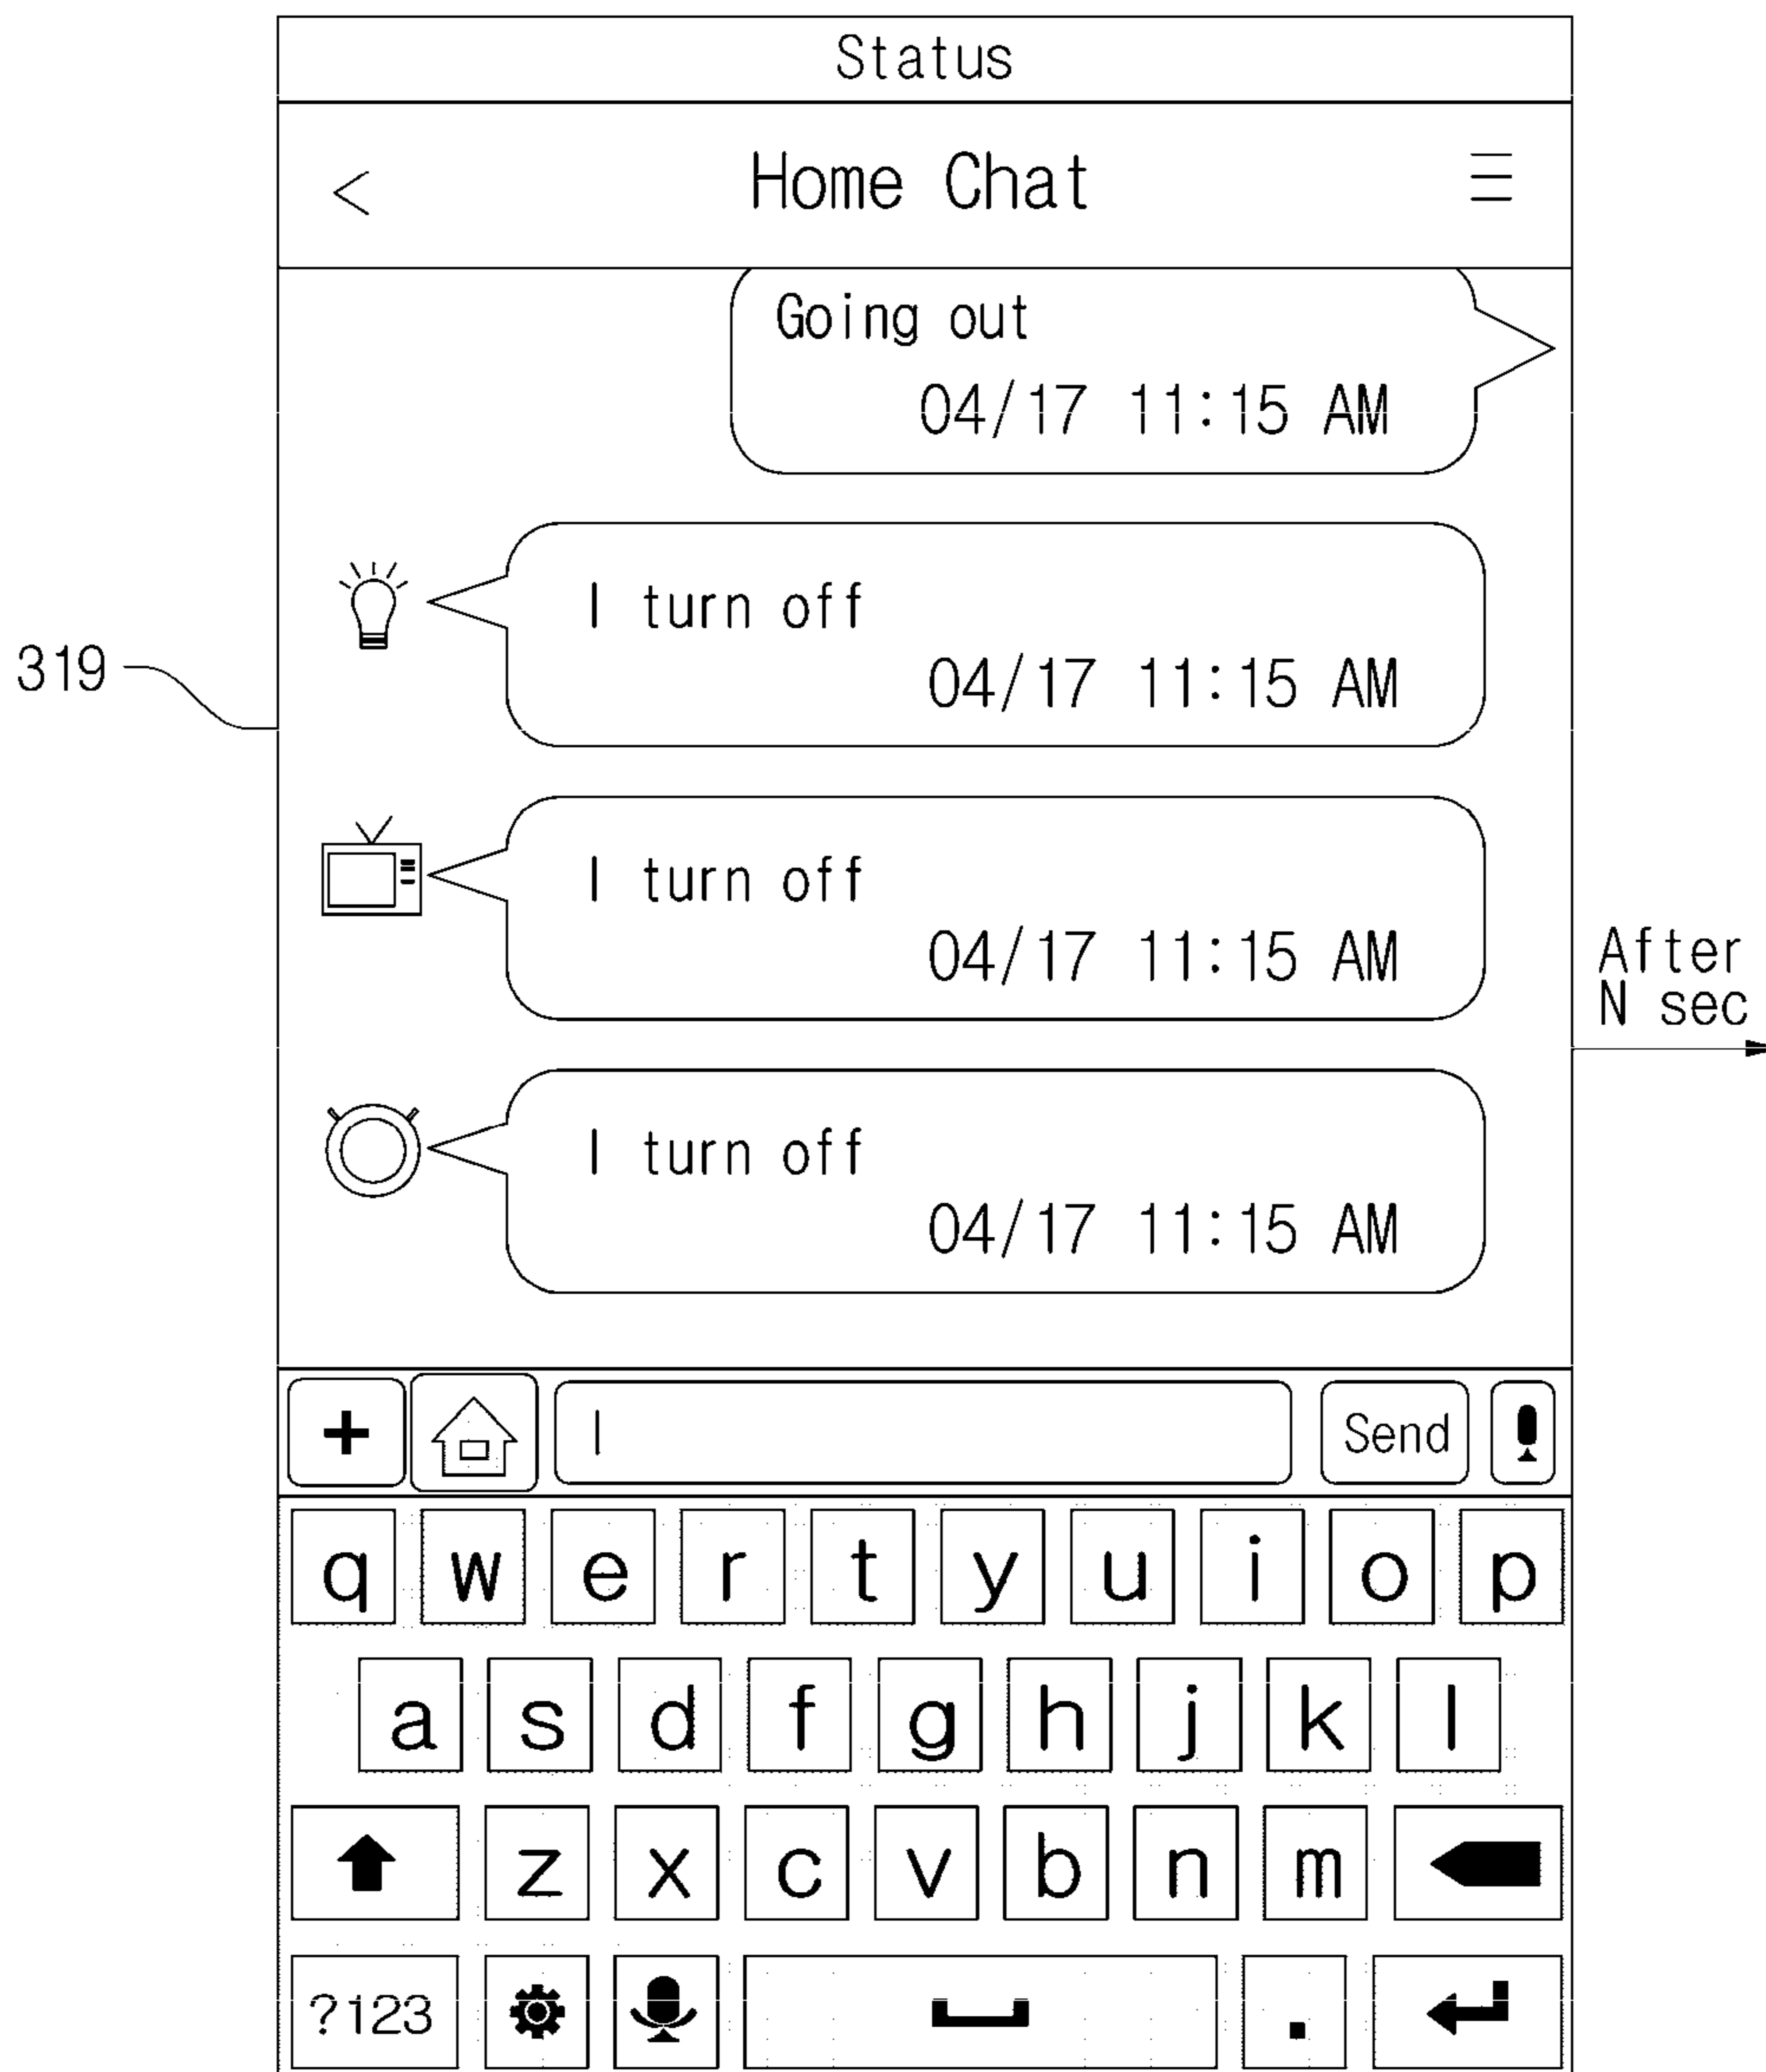 Status
< Home Chat
Going out
04/17 11:15 AM
I turn off
04/17 11:15 AM
319
I turn off
04/17 11:15 AM
After
N sec
I turn off
04/17 11:15 AM
+ Send
q w e r t y u i o p
a s d f g h j k l
z x c v b n m
?123 .